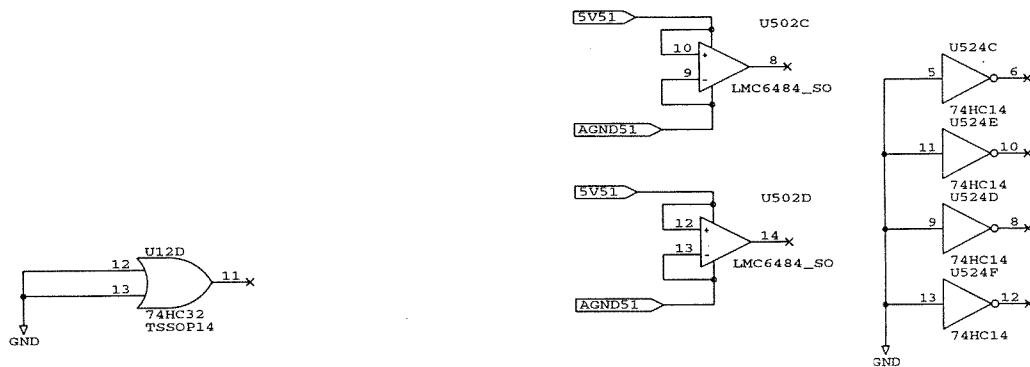 5V51
U502C
10
9
8
LMC6484_SO
AGND51
5V51
U502D
12
13
14
LMC6484_SO
AGND51
U524C
5
6
74HC14
U524E
11
10
74HC14
U524D
9
8
74HC14
U524F
13
12
74HC14
GND
U12D
12
13
11
74HC32
TSSOP14
GND